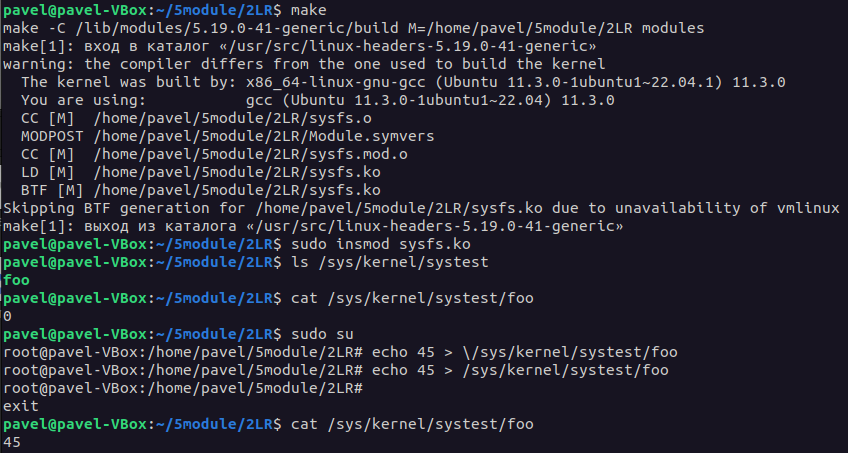 pavel@pavel-VBox:~/5module/2LR$ make
make -C /lib/modules/5.19.0-41-generic/build M=/home/pavel/5module/2LR modules
make[1]: вход в каталог «/usr/src/linux-headers-5.19.0-41-generic»
warning: the compiler differs from the one used to build the kernel
  The kernel was built by: x86_64-linux-gnu-gcc (Ubuntu 11.3.0-1ubuntu1~22.04.1) 11.3.0
  You are using:           gcc (Ubuntu 11.3.0-1ubuntu1~22.04) 11.3.0
  CC [M]  /home/pavel/5module/2LR/sysfs.o
  MODPOST /home/pavel/5module/2LR/Module.symvers
  CC [M]  /home/pavel/5module/2LR/sysfs.mod.o
  LD [M]  /home/pavel/5module/2LR/sysfs.ko
  BTF [M] /home/pavel/5module/2LR/sysfs.ko
Skipping BTF generation for /home/pavel/5module/2LR/sysfs.ko due to unavailability of vmlinux
make[1]: выход из каталога «/usr/src/linux-headers-5.19.0-41-generic»
pavel@pavel-VBox:~/5module/2LR$ sudo insmod sysfs.ko
pavel@pavel-VBox:~/5module/2LR$ ls /sys/kernel/systest
foo
pavel@pavel-VBox:~/5module/2LR$ cat /sys/kernel/systest/foo
0
pavel@pavel-VBox:~/5module/2LR$ sudo su
root@pavel-VBox:/home/pavel/5module/2LR# echo 45 > \/sys/kernel/systest/foo
root@pavel-VBox:/home/pavel/5module/2LR# echo 45 > /sys/kernel/systest/foo
root@pavel-VBox:/home/pavel/5module/2LR#
exit
pavel@pavel-VBox:~/5module/2LR$ cat /sys/kernel/systest/foo
45